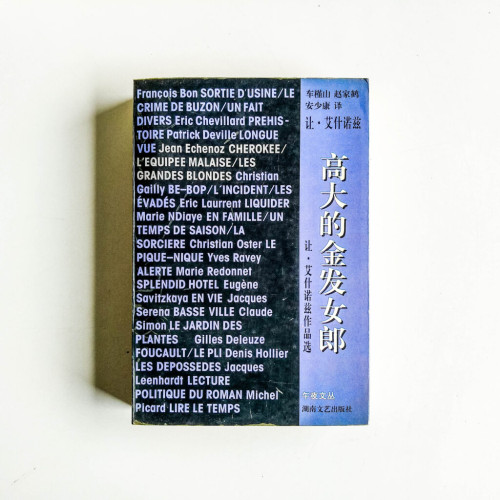 François Bon SORTIE D'USINE/LE
CRIME DE BUZON/UN FAIT
DIVERS Eric Chevillard PREHIS-
TOIRE Patrick Deville LONGUE
VUE Jean Echenoz CHEROKEE/
L'EQUIPEE MALAISE/LES
GRANDES BLONDES Christian
Gailly BE-BOP/L'INCIDENT/LES
ÉVADÉS Eric Laurrent LIQUIDER
Marie NDiaye EN FAMILLE/UN
TEMPS DE SAISON/LA
SORCIERE Christian Oster LE
PIQUE-NIQUE Yves Ravey
ALERTE Marie Redonnet
SPLENDID HOTEL Eugène
Savitzkaya EN VIE Jacques
Serena BASSE VILLE Claude
Simon LE JARDIN DES
PLANTES Gilles Deleuze
FOUCAULT/LE PLI Denis Hollier
LES DEPOSSEDES Jacques
Leenhardt LECTURE
POLITIQUE DU ROMAN Michel
Picard LIRE LE TEMPS
车槿山 赵家鹤
安少康 译
让·艾什诺兹
高大的金发女郎
让·艾什诺兹作品选
午夜文丛
湖南文艺出版社